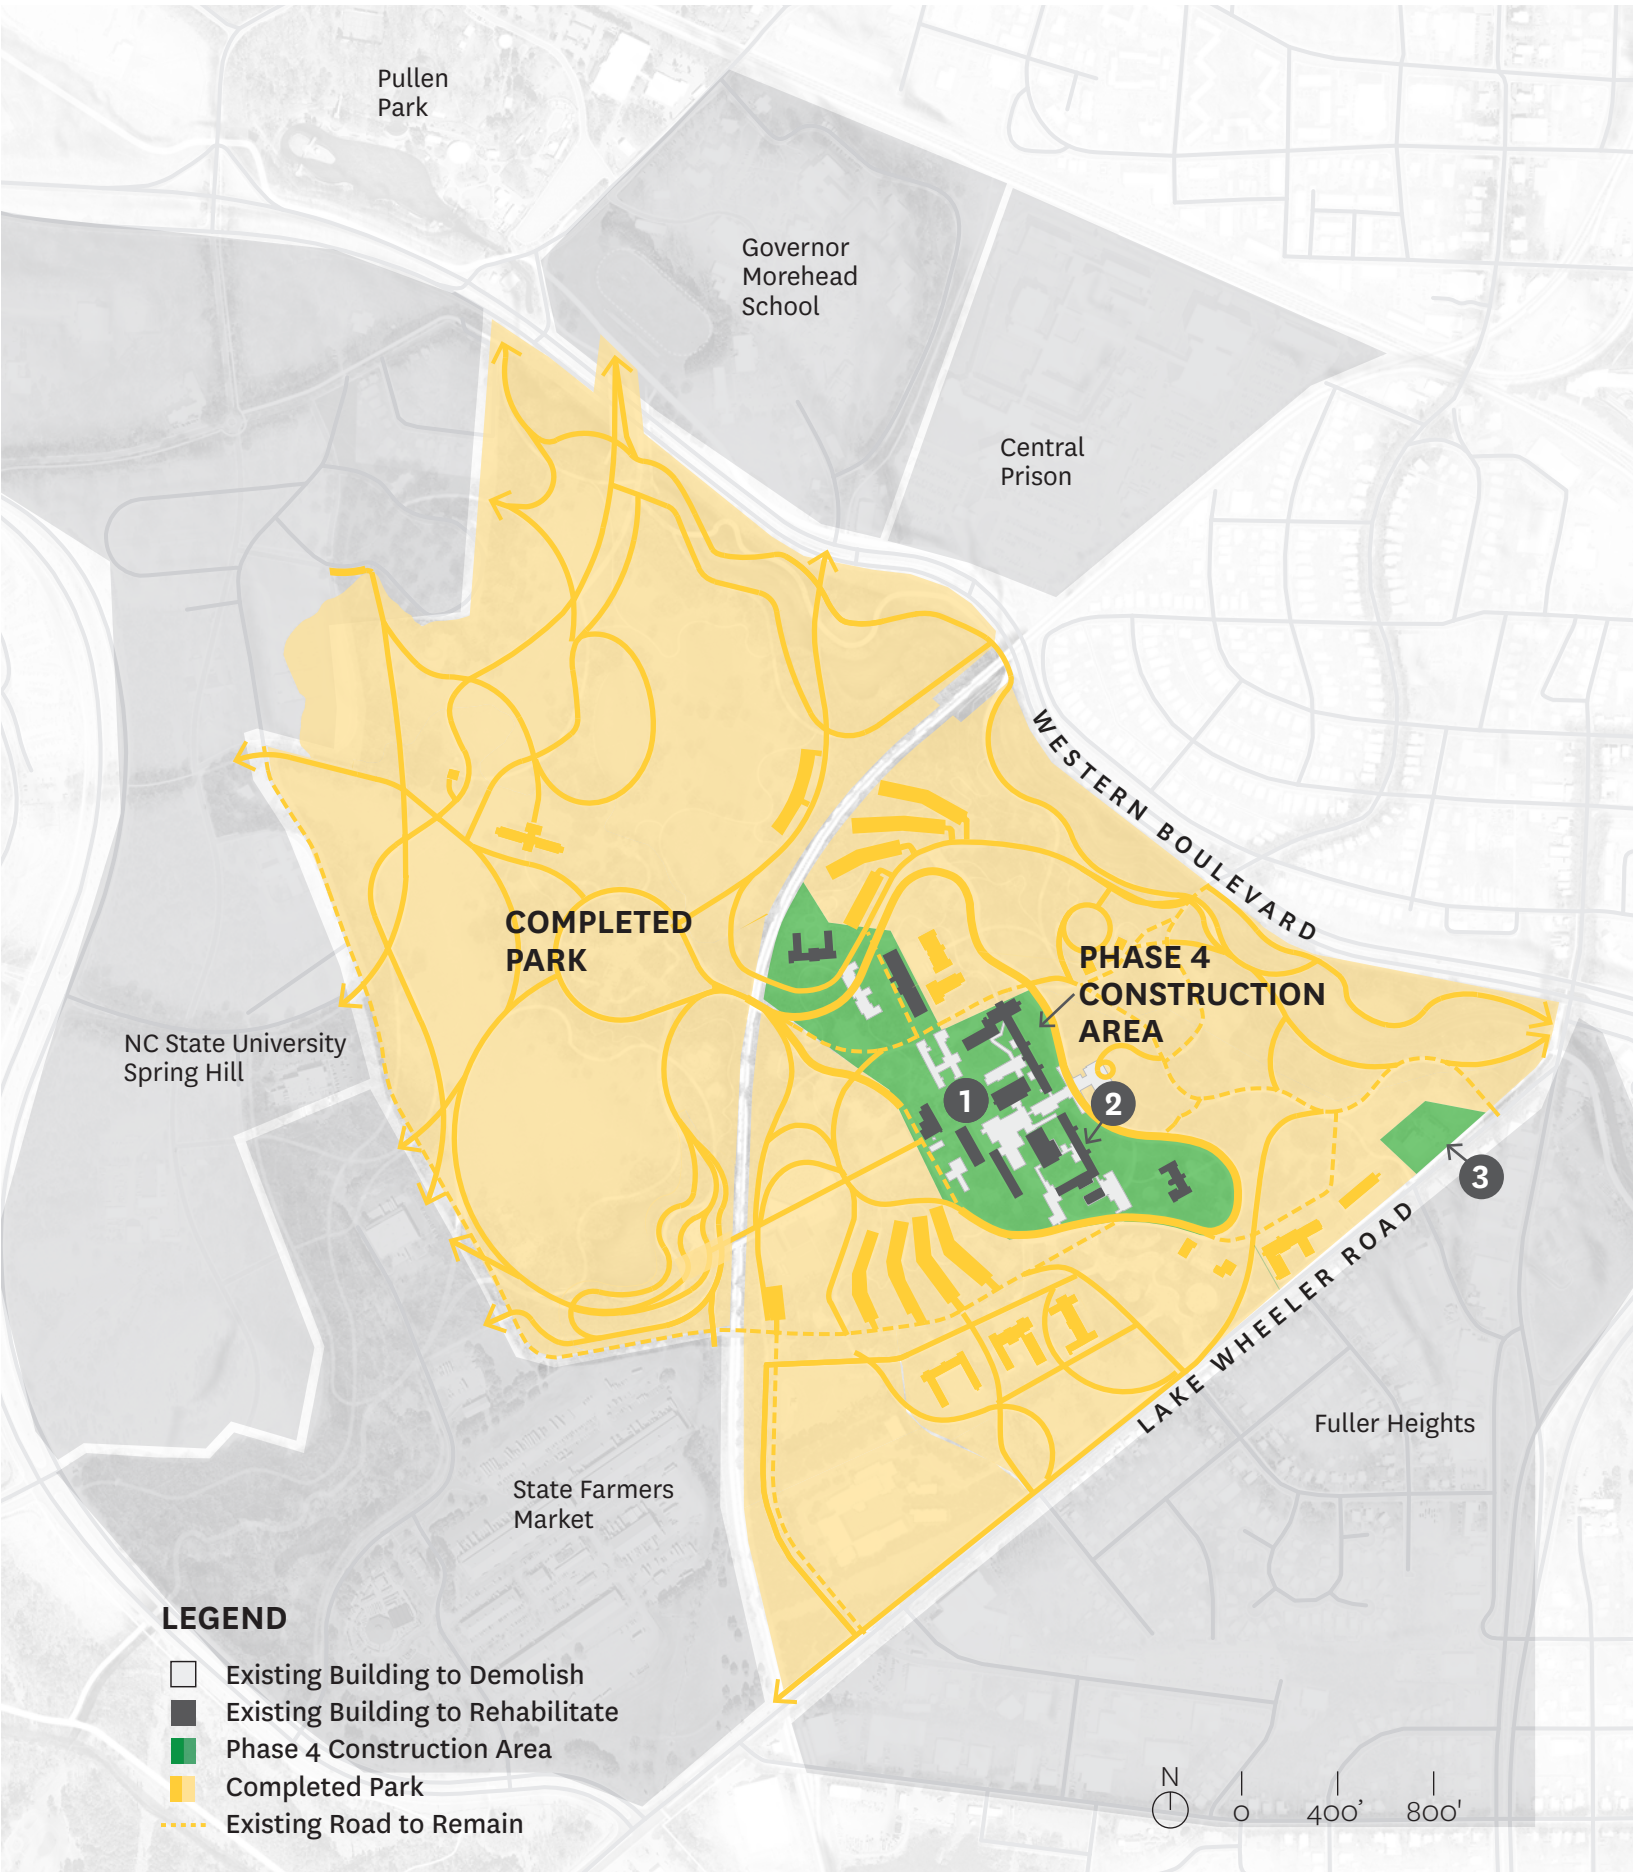 Pullen
Park
Governor
Morehead
School
Central
Prison
WESTERN BOULEVARD
COMPLETED
PARK
PHASE 4
CONSTRUCTION
AREA
NC State University
Spring Hill
1
2
3
LAKE WHEELER ROAD
Fuller Heights
State Farmers
Market
LEGEND
Existing Building to Demolish
Existing Building to Rehabilitate
Phase 4 Construction Area
Completed Park
Existing Road to Remain
N
0 400’ 800'